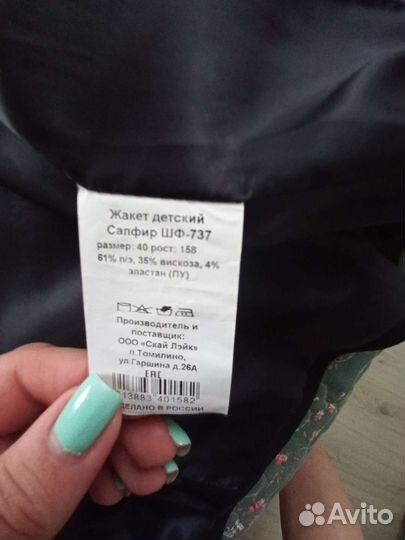 Жакет детский
Сапфир ШФ-737
размер: 40 рост: 158
61% п/э, 35% вискоза, 4%
эластан (ПУ)
Производитель и
поставщик:
ООО «Скай Лэйк»
п.Томилино,
ул.Гаршина д.26А
ЕАС
13883 401582
СДЕЛАНО В РОССИИ
Avito